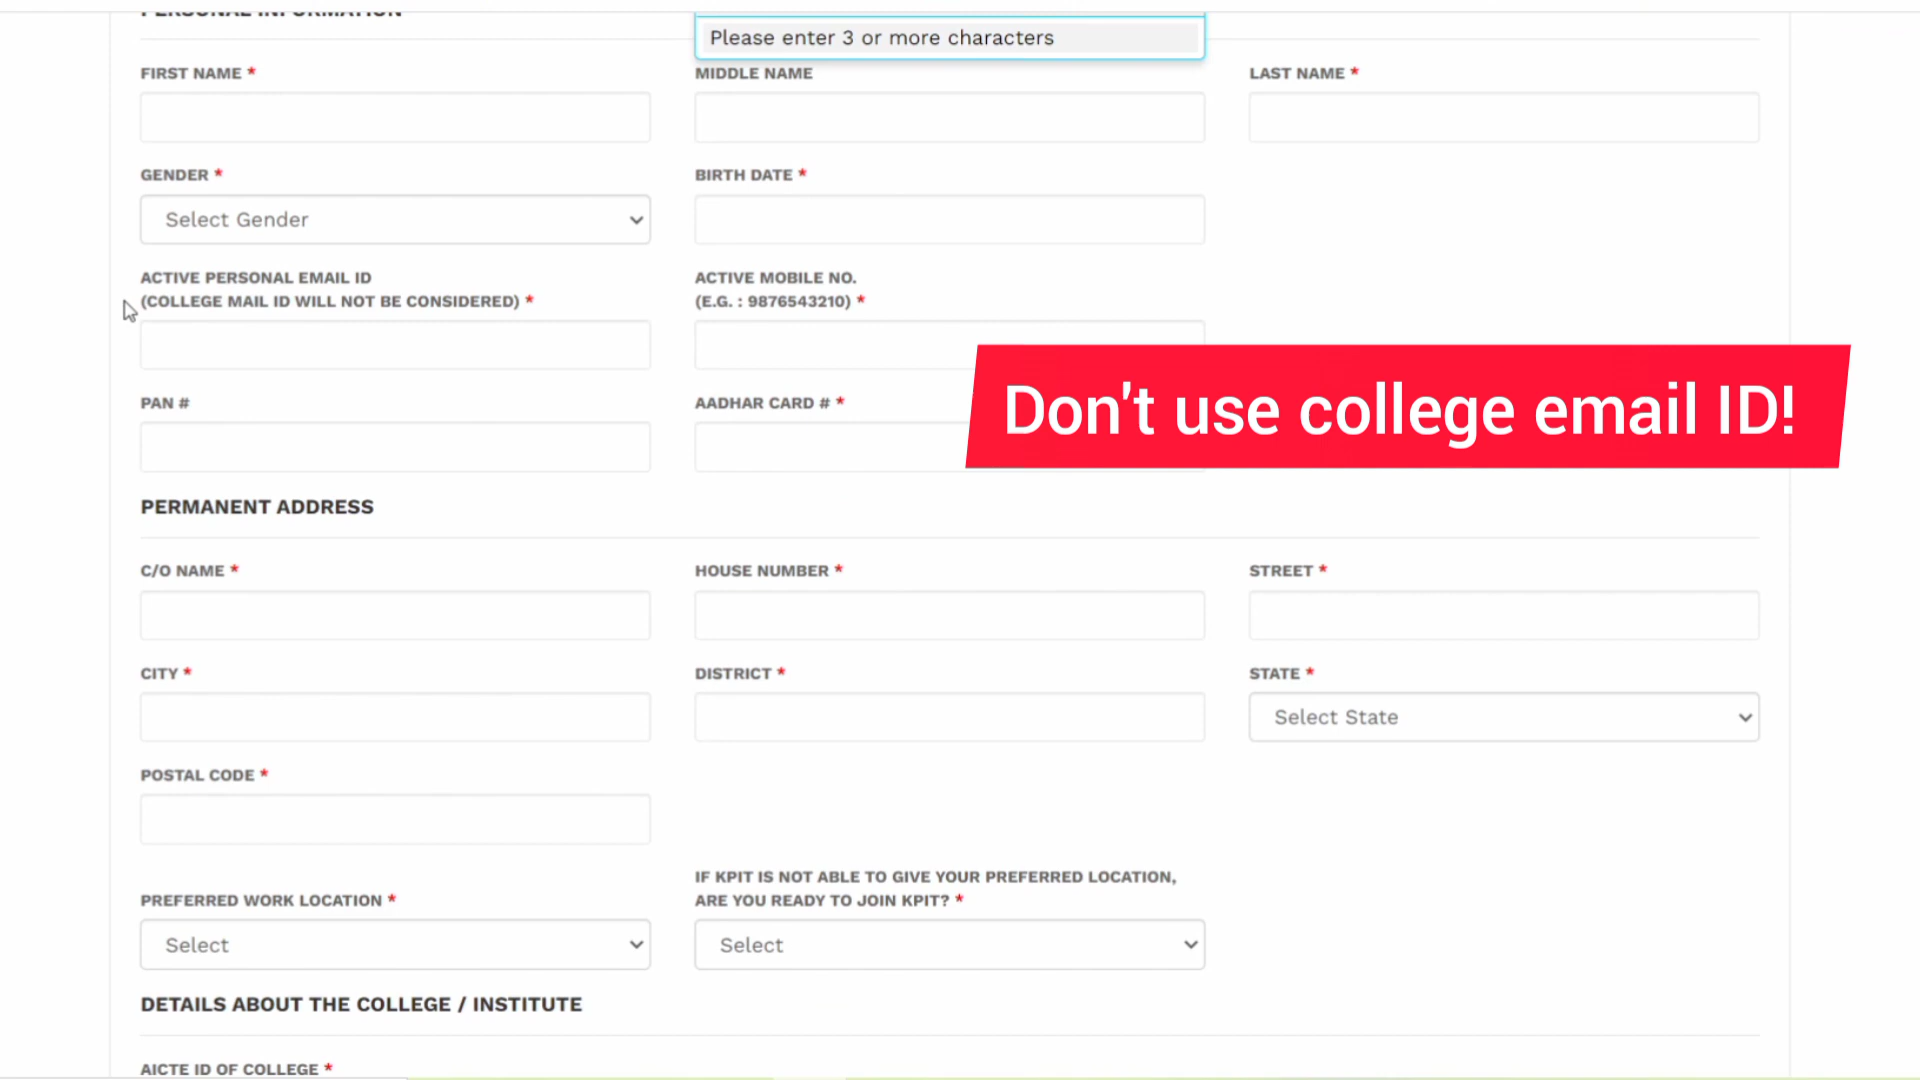 PERSONAL INFORMATION
Please enter 3 or more characters
FIRST NAME *
MIDDLE NAME
LAST NAME *
GENDER *
BIRTH DATE *
Select Gender
ACTIVE PERSONAL EMAIL ID
(COLLEGE MAIL ID WILL NOT BE CONSIDERED) *
ACTIVE MOBILE NO.
(E.G. : 9876543210) *
PAN #
AADHAR CARD # *
Don't use college email ID!
PERMANENT ADDRESS
C/O NAME *
HOUSE NUMBER *
STREET *
CITY *
DISTRICT *
STATE *
Select State
POSTAL CODE *
PREFERRED WORK LOCATION *
IF KPIT IS NOT ABLE TO GIVE YOUR PREFERRED LOCATION,
ARE YOU READY TO JOIN KPIT? *
Select
Select
DETAILS ABOUT THE COLLEGE / INSTITUTE
AICTE ID OF COLLEGE *